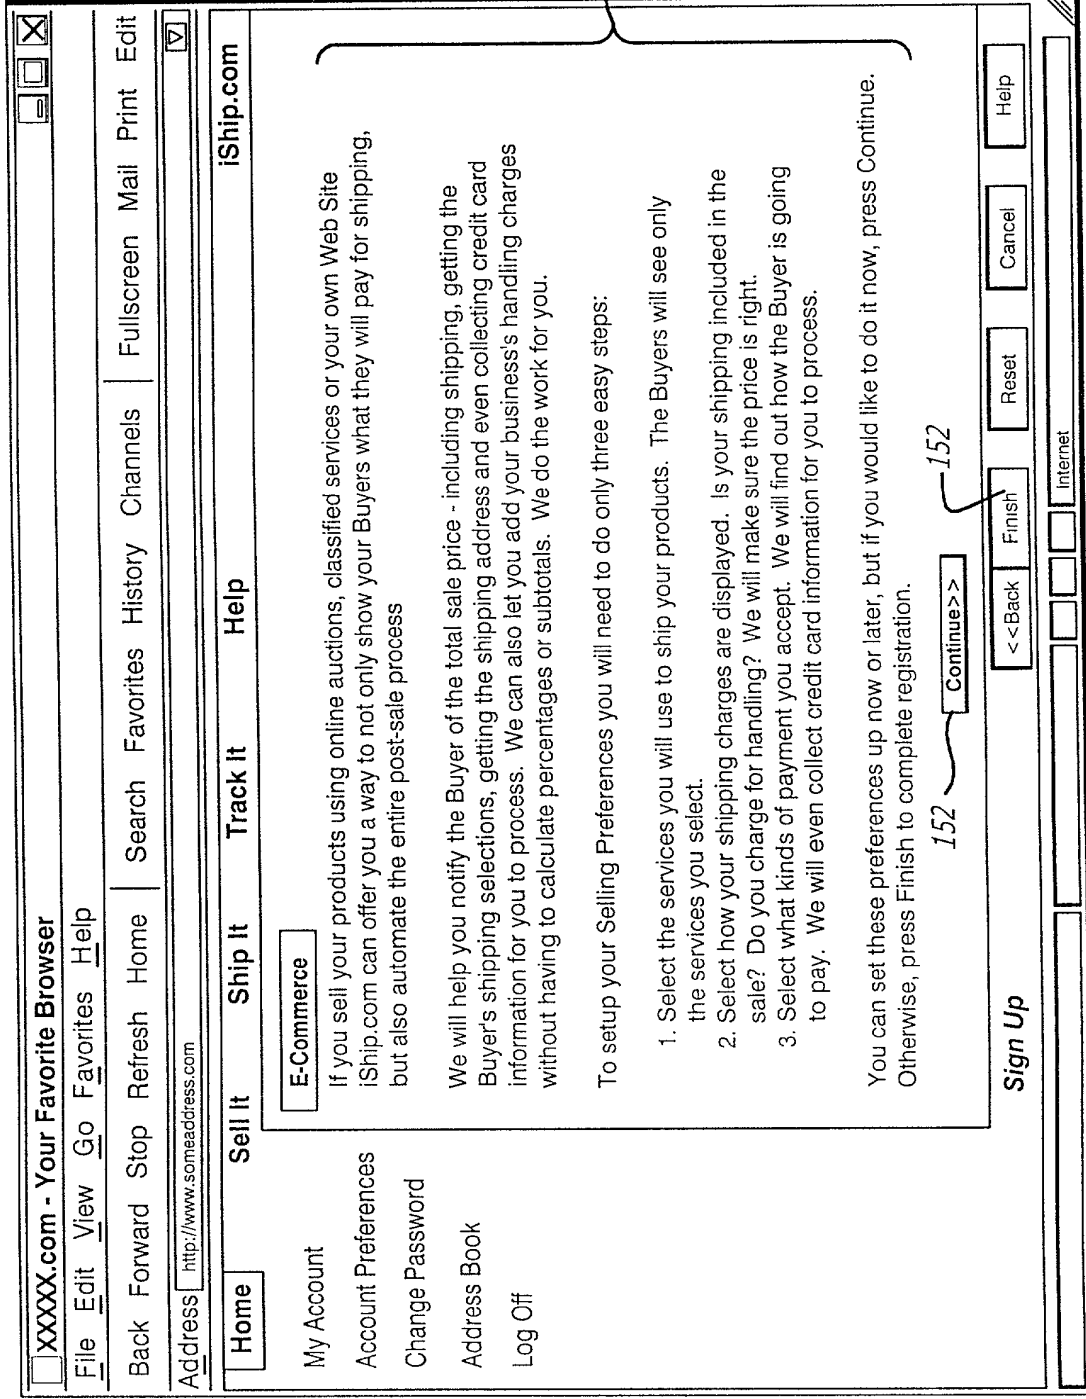 XXXXX.com - Your Favorite Browser
File Edit View Go Favorites Help
Back Forward Stop Refresh Home Search Favorites History Channels Fullscreen Mail Print Edit
Address http://www.someaddress.com
Home Sell It Ship It Track It Help iShip.com
My Account
Account Preferences
Change Password
Address Book
Log Off
E-Commerce
If you sell your products using online auctions, classified services or your own Web Site
iShip.com can offer you a way to not only show your Buyers what they will pay for shipping,
but also automate the entire post-sale process
We will help you notify the Buyer of the total sale price - including shipping, getting the
Buyer's shipping selections, getting the shipping address and even collecting credit card
information for you to process. We can also let you add your business's handling charges
without having to calculate percentages or subtotals. We do the work for you.
To setup your Selling Preferences you will need to do only three easy steps:
1. Select the services you will use to ship your products. The Buyers will see only
the services you select.
2. Select how your shipping charges are displayed. Is your shipping included in the
sale? Do you charge for handling? We will make sure the price is right.
3. Select what kinds of payment you accept. We will find out how the Buyer is going
to pay. We will even collect credit card information for you to process.
You can set these preferences up now or later, but if you would like to do it now, press Continue.
Otherwise, press Finish to complete registration.
152 Continue>> 152
Sign Up <<Back Finish Reset Cancel Help
Internet